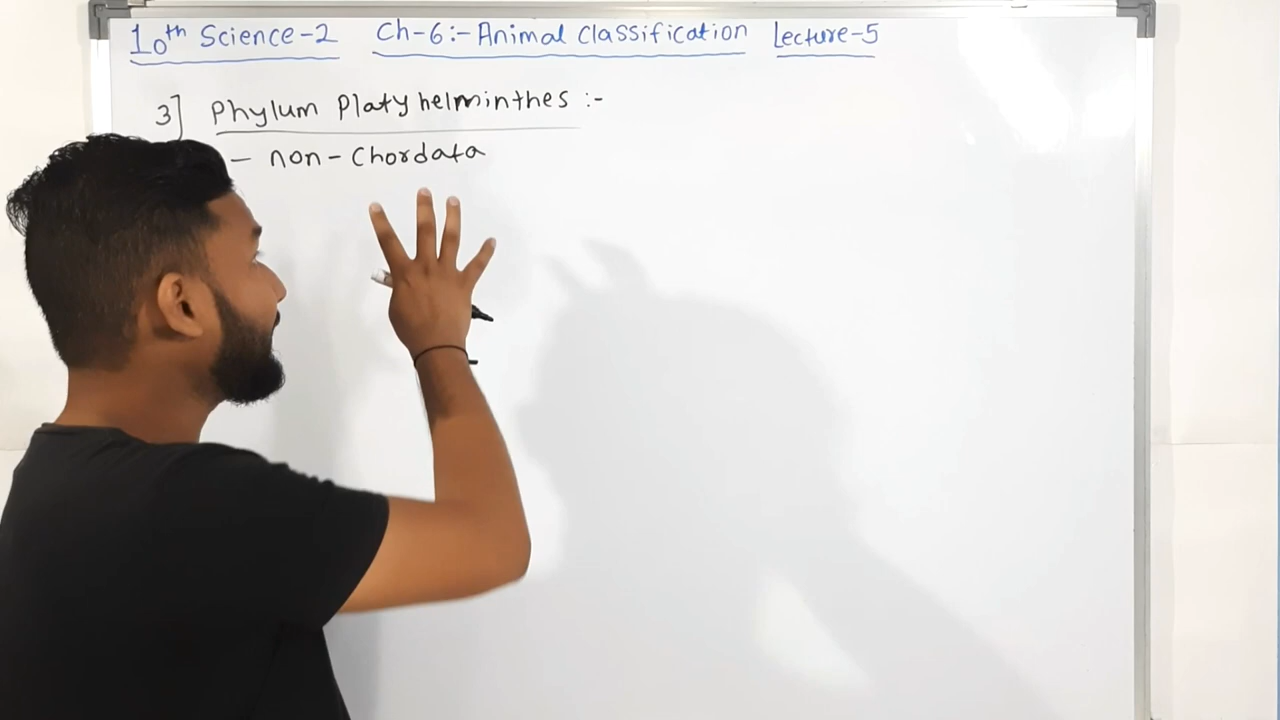 10th Science-2 Ch-6:- Animal Classification Lecture-5
3] Phylum Platyhelminthes :-
- non-Chordata